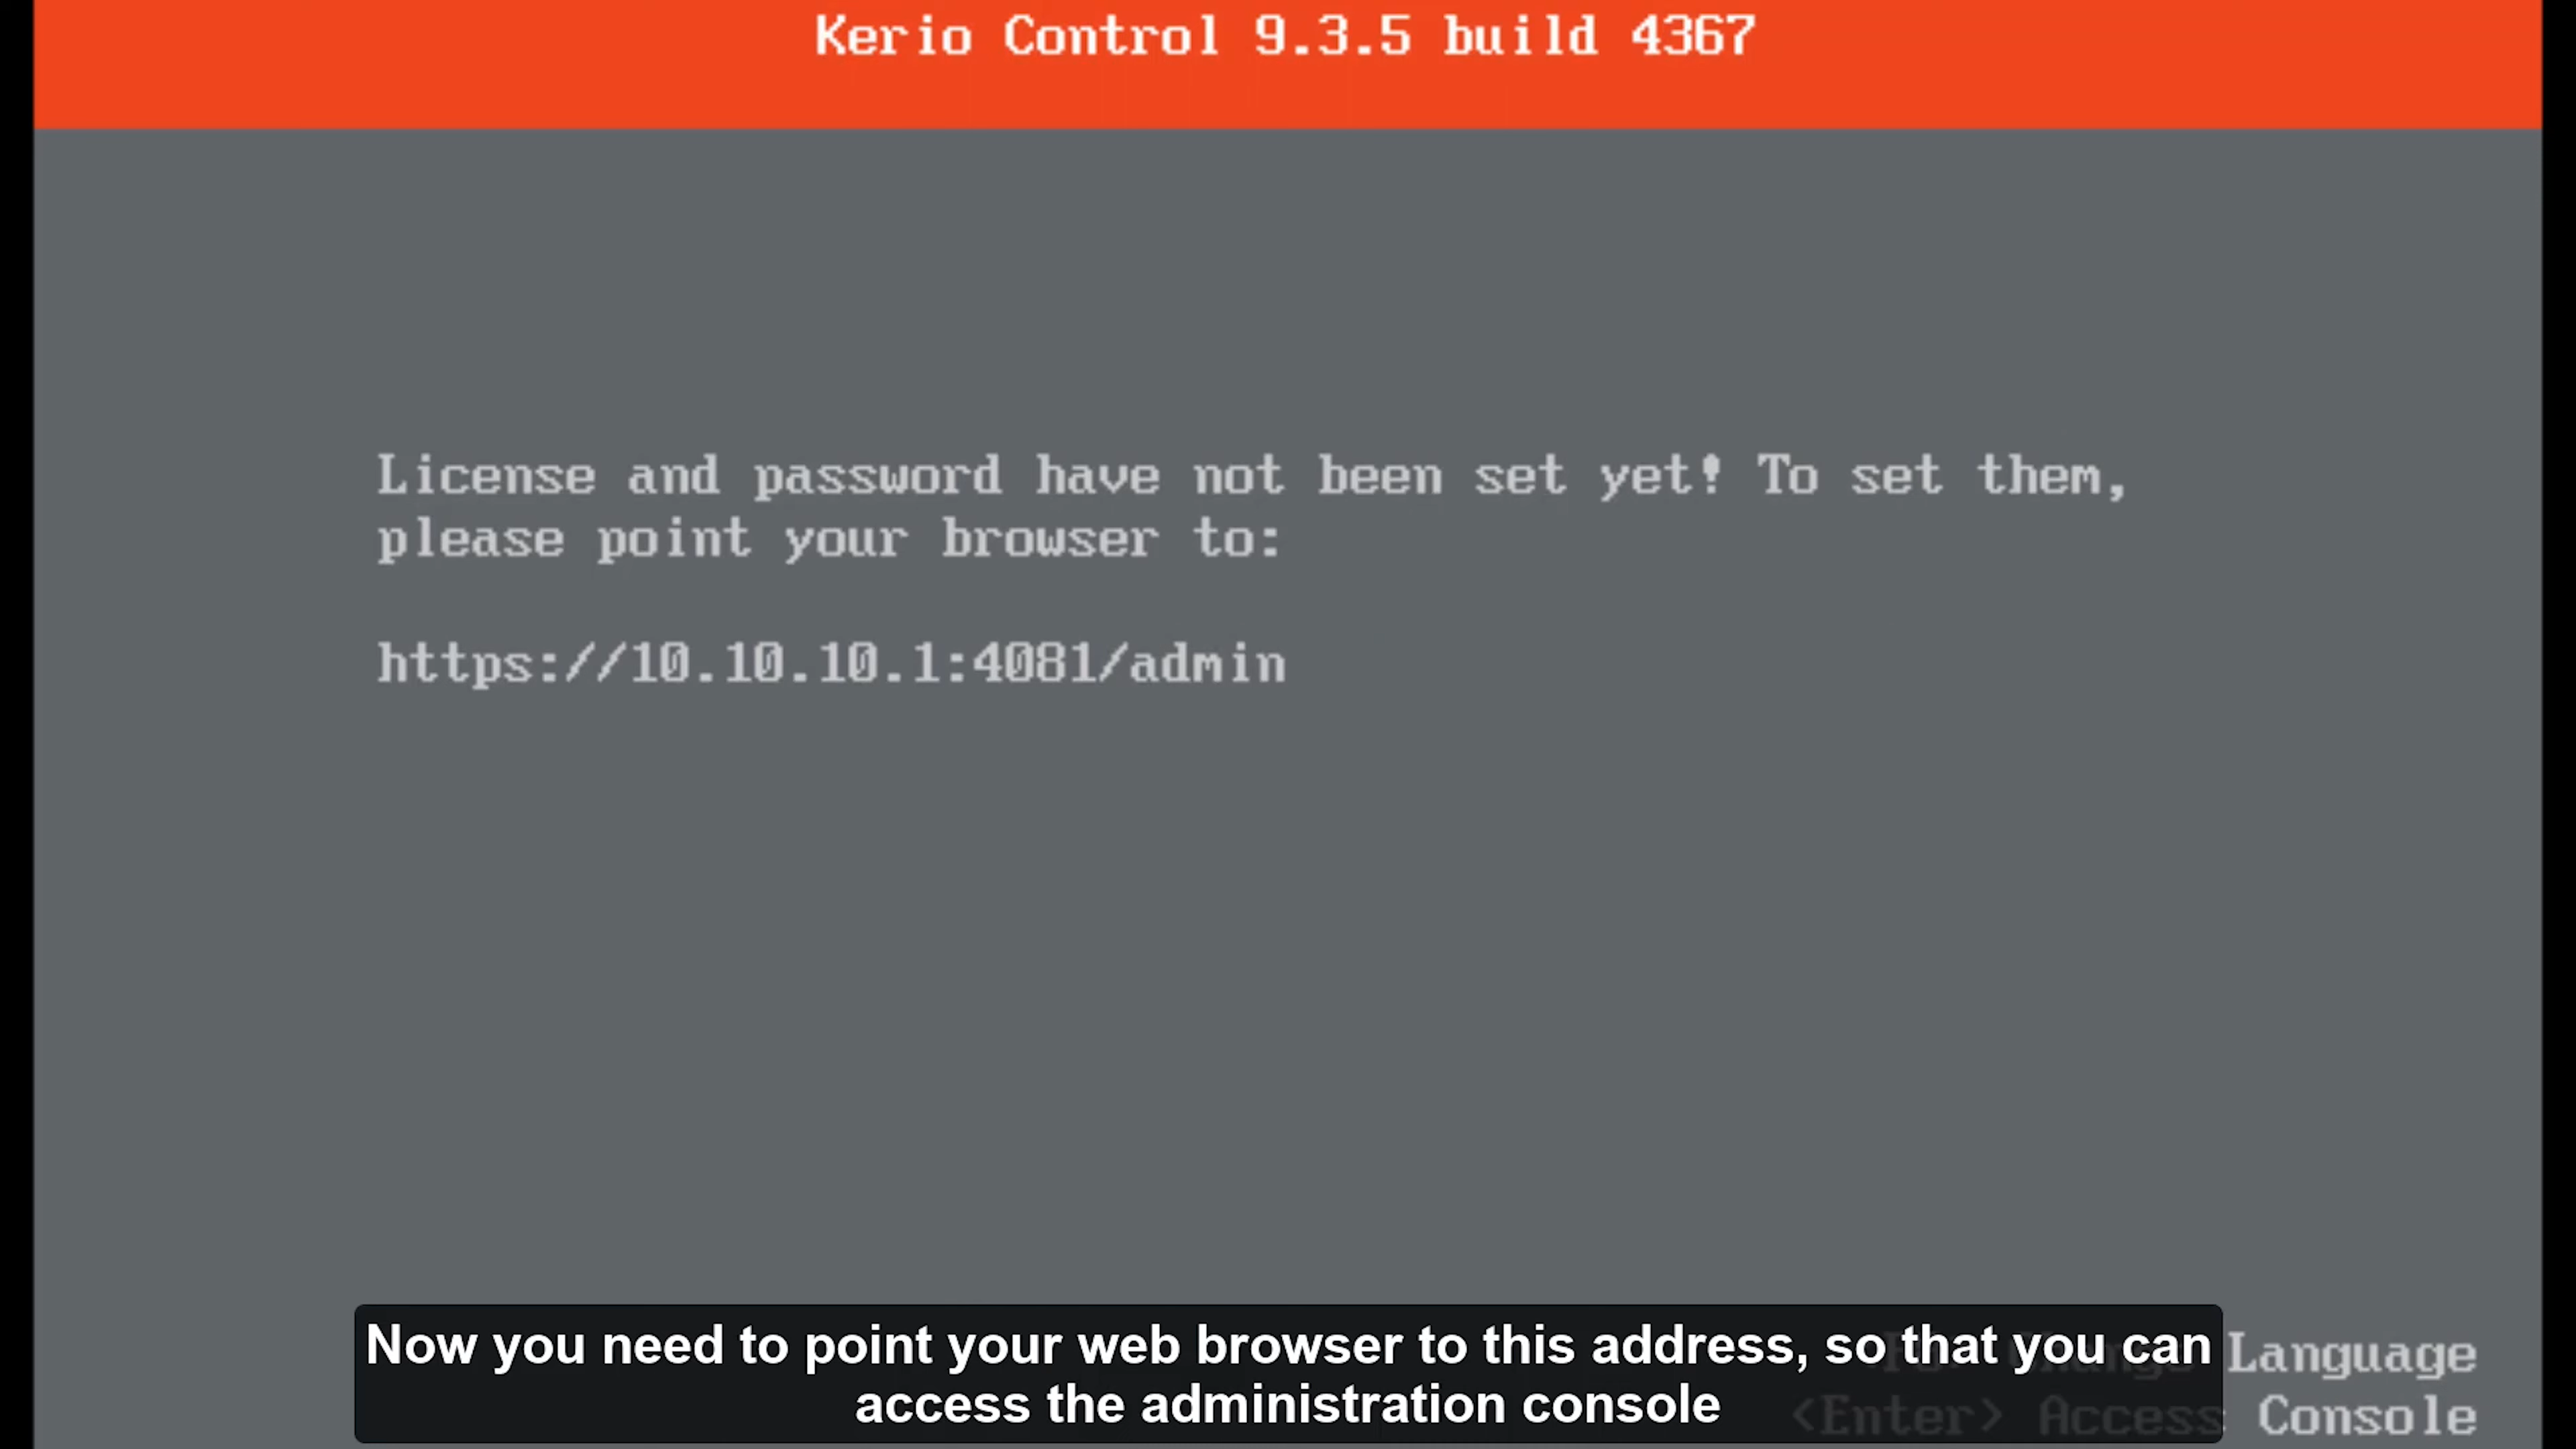 Kerio Control 9.3.5 build 4367
License and password have not been set yet! To set them,
please point your browser to:
https://10.10.10.1:4081/admin
Now you need to point your web browser to this address, so that you can
access the administration console
Language
<Enter> Access Console